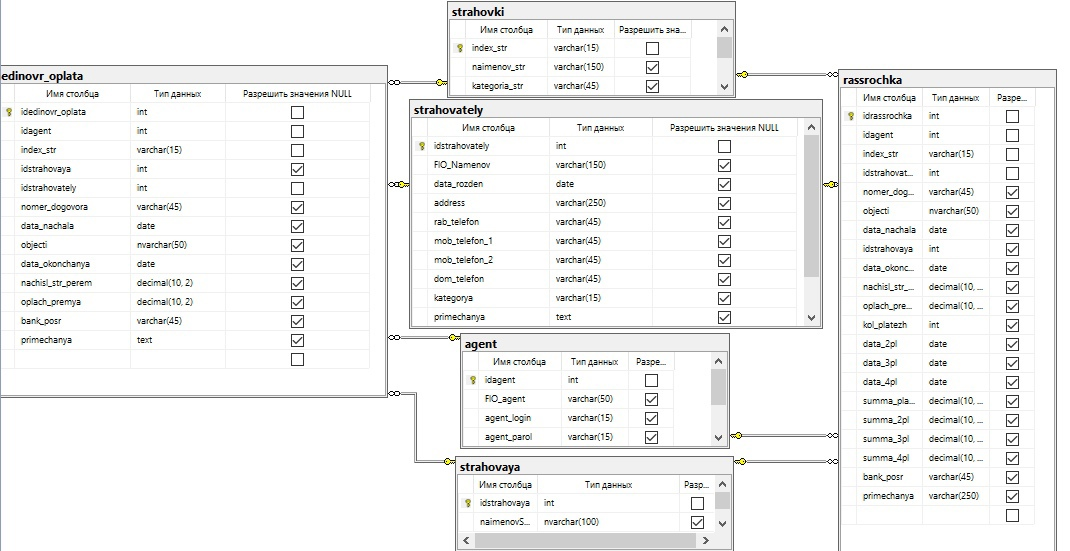 strahovki
Имя столбца Тип данных Разрешить зна...
index_str varchar(15)
naimenov_str varchar(150)
kategoria_str varchar(45)
edinovr_oplata
Имя столбца Тип данных Разрешить значения NULL
idedinovr_oplata int
idagent int
index_str varchar(15)
idstrahovaya int
idstrahovately int
nomer_dogovora varchar(45)
data_nachala date
objecti nvarchar(50)
data_okonchanya date
nachisl_str_perem decimal(10, 2)
oplach_premya decimal(10, 2)
bank_posr varchar(45)
primechanya text
strahovately
Имя столбца Тип данных Разрешить значения NULL
idstrahovately int
FIO_Namenov varchar(150)
data_rozden date
address varchar(250)
rab_telefon varchar(45)
mob_telefon_1 varchar(45)
mob_telefon_2 varchar(45)
dom_telefon varchar(45)
kategorya varchar(15)
primechanya text
agent
Имя столбца Тип данных Разре...
idagent int
FIO_agent varchar(50)
agent_login varchar(15)
agent_parol varchar(15)
strahovaya
Имя столбца Тип данных Разр...
idstrahovaya int
naimenovS... nvarchar(100)
rassrochka
Имя столбца Тип данных Разре...
idrassrochka int
idagent int
index_str varchar(15)
idstrahovat... int
nomer_dog... varchar(45)
objecti nvarchar(50)
data_nachala date
idstrahovaya int
data_okonc... date
nachisl_str_... decimal(10, ...
oplach_pre... decimal(10, ...
kol_platezh int
data_2pl date
data_3pl date
data_4pl date
summa_pla... decimal(10, ...
summa_2pl decimal(10, ...
summa_3pl decimal(10, ...
summa_4pl decimal(10, ...
bank_posr varchar(45)
primechanya varchar(250)